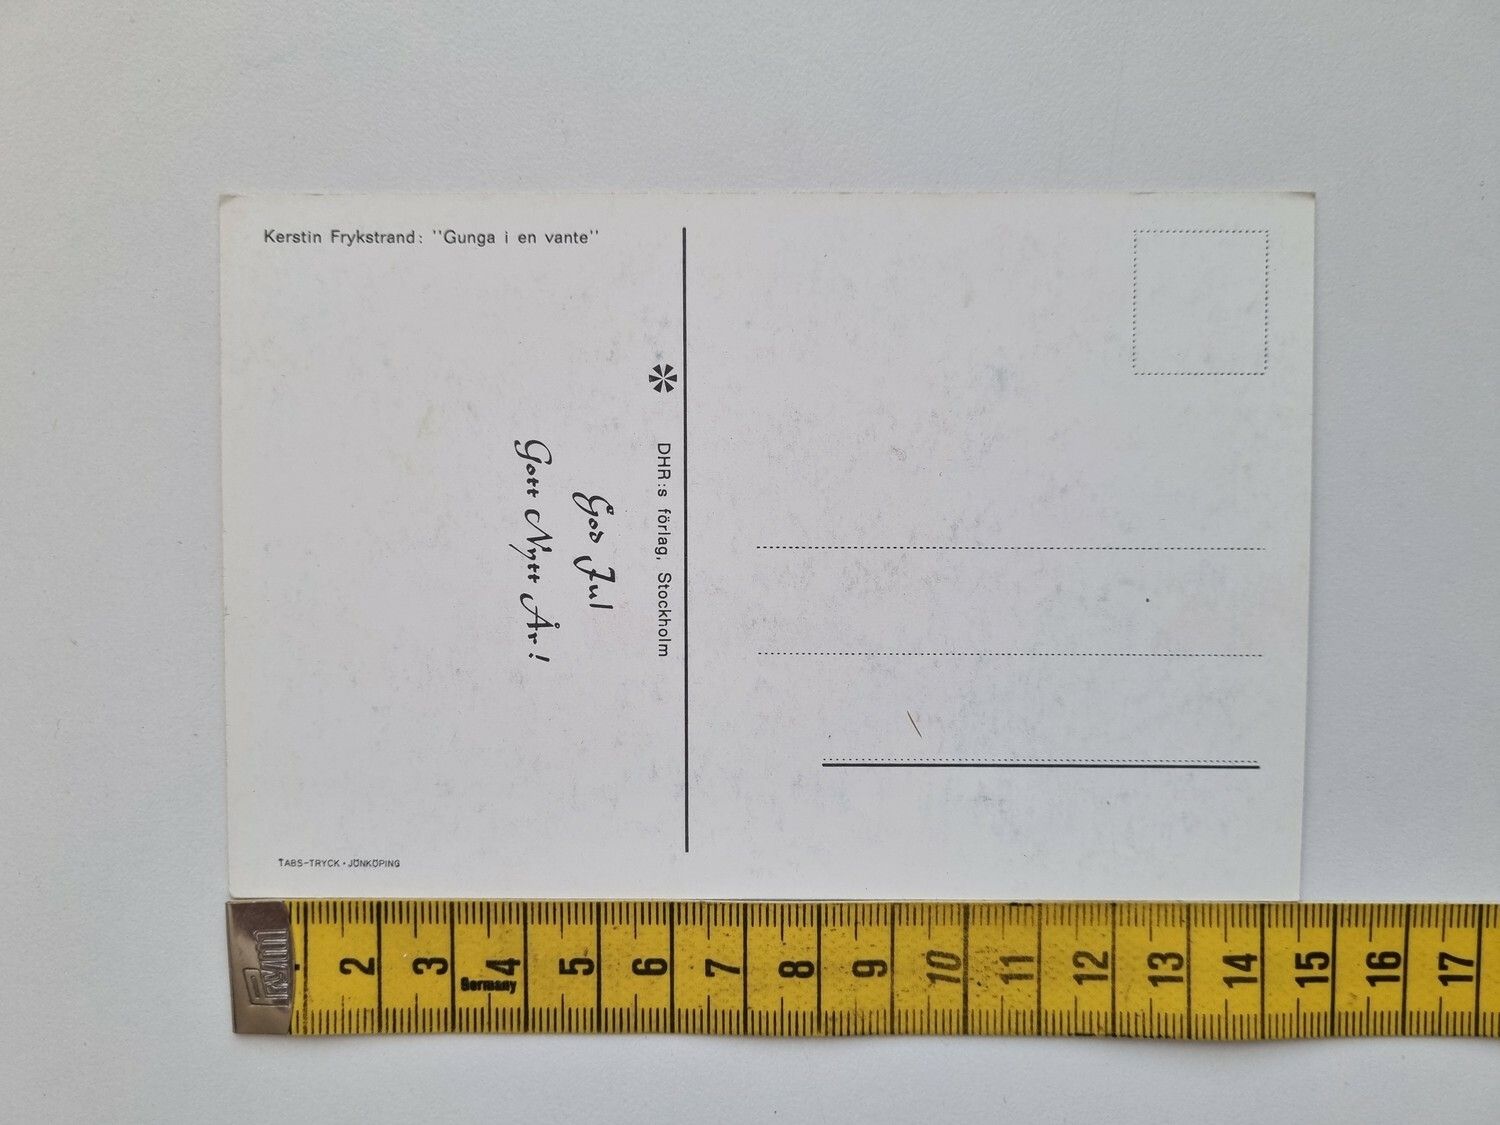 Kerstin Frykstrand: "Gunga i en vante"
DHR:s förlag, Stockholm
God Jul
Gott Nytt År!
TABS-TRYCK • JÖNKÖPING
Prym
2 3 4 5 6 7 8 9 10 11 12 13 14 15 16 17
Germany